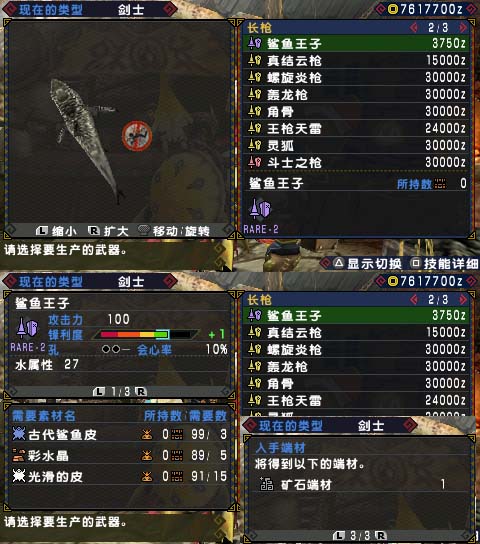 现在的类型 剑士
7617700z
长枪 2/3
鲨鱼王子 3750z
真结云枪 15000z
螺旋炎枪 30000z
轰龙枪 30000z
角骨 30000z
王枪天雷 24000z
灵狐 30000z
斗士之枪 30000z
鲨鱼王子 所持数 0
RARE-2
L 缩小 R 扩大 移动/旋转
请选择要生产的武器。
△显示切换 □技能详细
现在的类型 剑士
7617700z
鲨鱼王子
攻击力 100
锋利度 +1
RARE-2 孔 ○○— 会心率 10%
水属性 27
L 1/3 R
长枪 2/3
鲨鱼王子 3750z
真结云枪 15000z
螺旋炎枪 30000z
轰龙枪 30000z
角骨 30000z
王枪天雷 24000z
灵狐 30000z
需要素材名 所持数/需要数
古代鲨鱼皮 0 99/ 3
彩水晶 0 89/ 5
光滑的皮 0 91/15
请选择要生产的武器。
现在的类型 剑士
入手端材
将得到以下的端材。
矿石端材 1
L 3/3 R